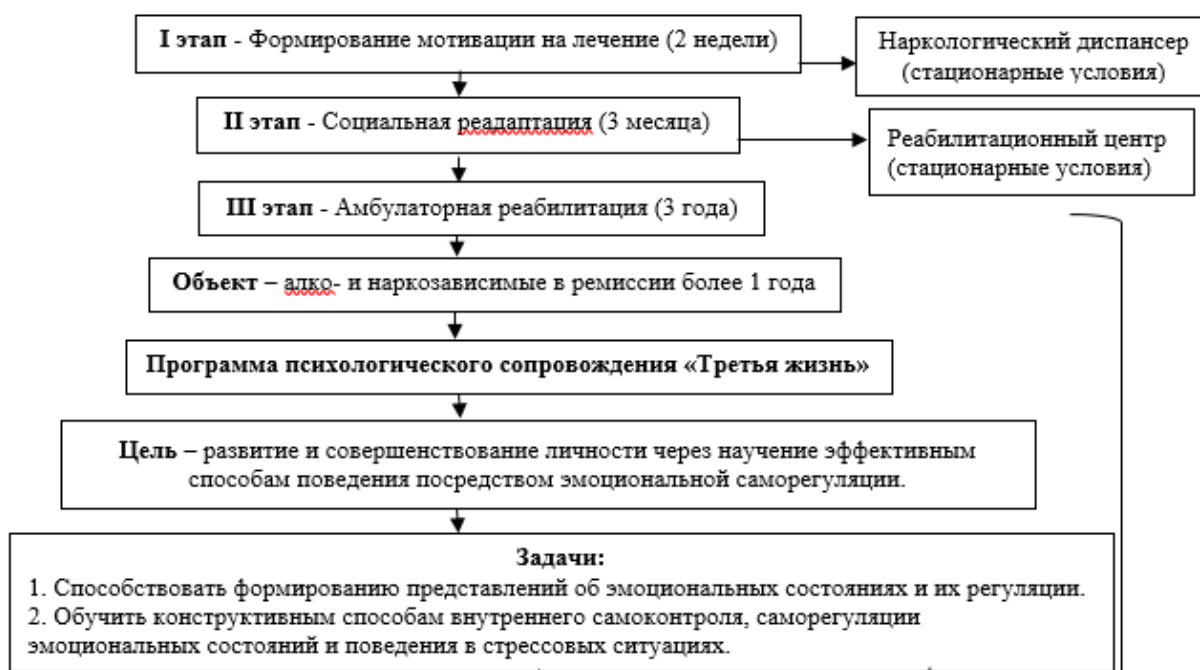 I этап - Формирование мотивации на лечение (2 недели)
Наркологический диспансер
(стационарные условия)
II этап - Социальная реадаптация (3 месяца)
Реабилитационный центр
(стационарные условия)
III этап - Амбулаторная реабилитация (3 года)
Объект – алко- и наркозависимые в ремиссии более 1 года
Программа психологического сопровождения «Третья жизнь»
Цель – развитие и совершенствование личности через научение эффективным
способам поведения посредством эмоциональной саморегуляции.
Задачи:
1. Способствовать формированию представлений об эмоциональных состояниях и их регуляции.
2. Обучить конструктивным способам внутреннего самоконтроля, саморегуляции
эмоциональных состояний и поведения в стрессовых ситуациях.